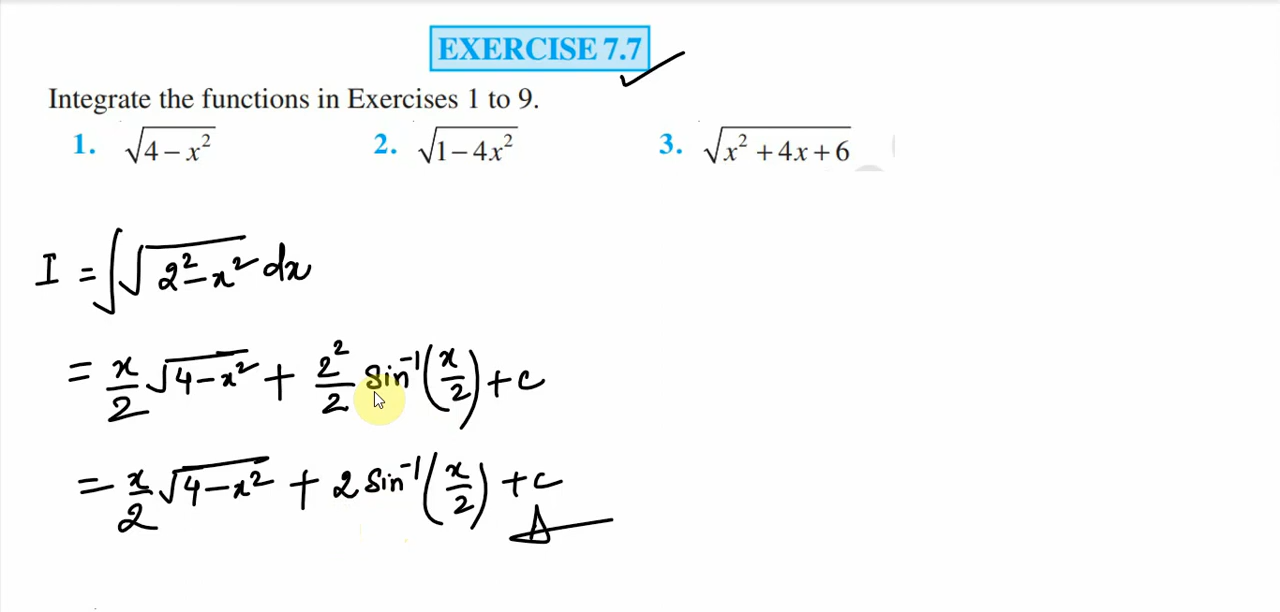 EXERCISE 7.7
Integrate the functions in Exercises 1 to 9.
1. √(4 – x²) 2. √(1 – 4x²) 3. √(x² + 4x + 6)
I = ∫√(2² – x²) dx
= x/2 √(4 – x²) + 2²/2 sin⁻¹(x/2) + c
= x/2 √(4 – x²) + 2 sin⁻¹(x/2) + c